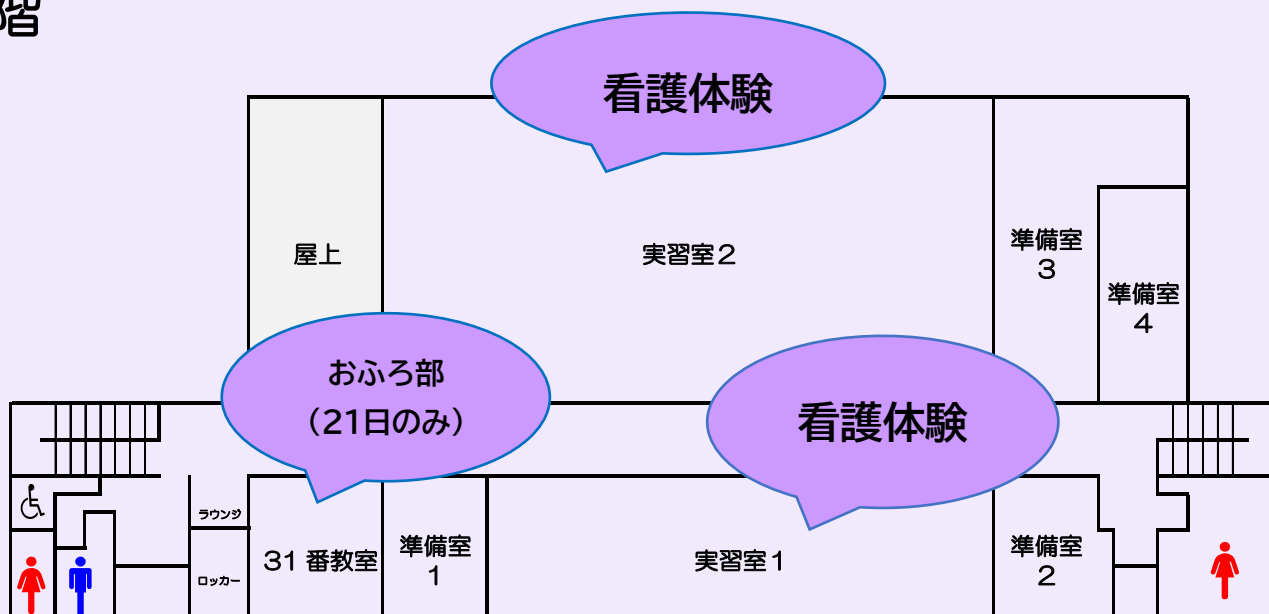 階
看護体験
屋上
実習室2
準備室
3
準備室
4
おふろ部
（21日のみ）
看護体験
ラウンジ
ロッカー
31 番教室
準備室
1
実習室1
準備室
2